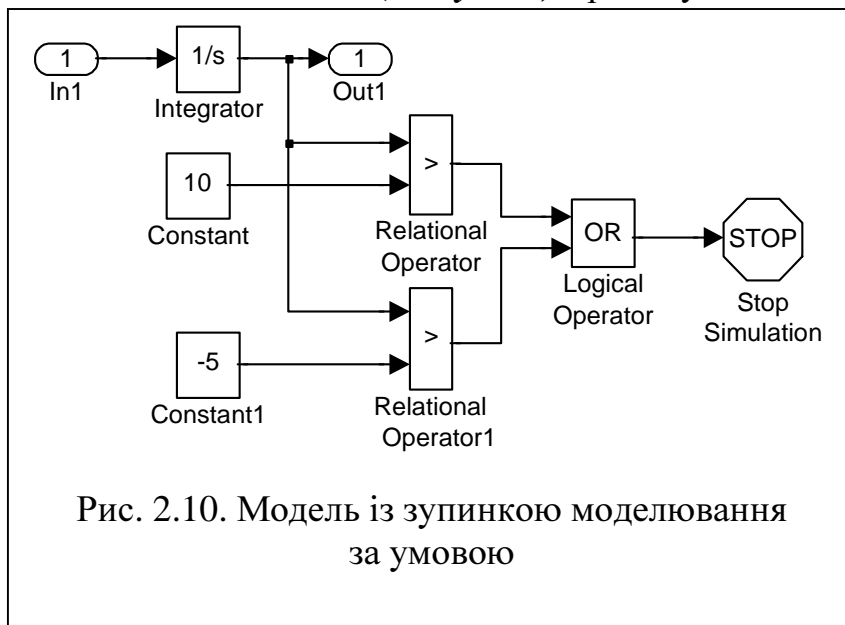 1
In1
1/s
Integrator
1
Out1
10
Constant
>
Relational
Operator
OR
Logical
Operator
STOP
Stop
Simulation
-5
Constant1
>
Relational
Operator1
Рис. 2.10. Модель із зупинкою моделювання
за умовою